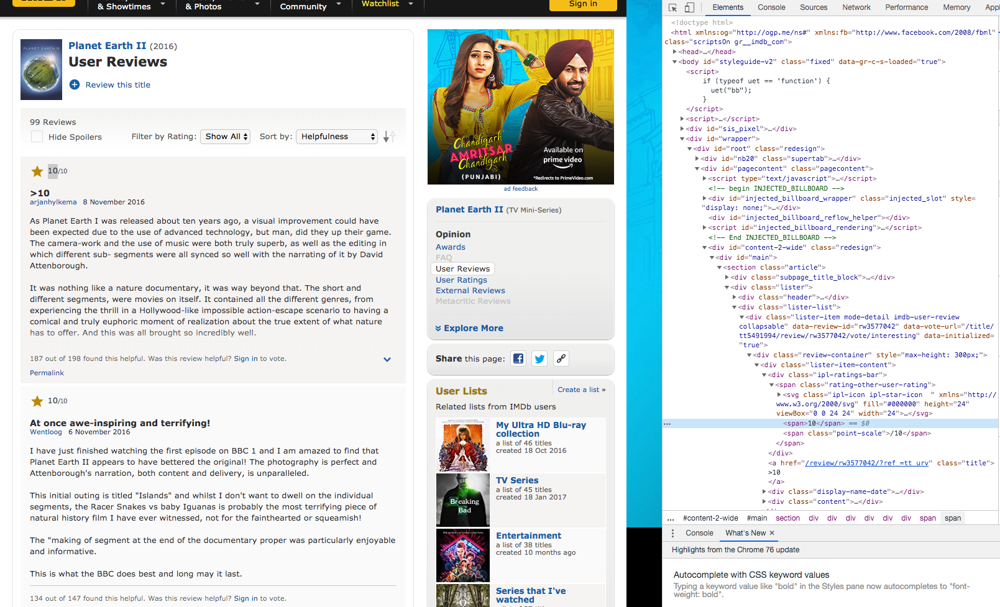 & Showtimes
& Photos
Community
Watchlist
Sign in
PLANET EARTH II
Planet Earth II (2016)
User Reviews
Review this title
99 Reviews
Hide Spoilers
Filter by Rating: Show All
Sort by: Helpfulness
10/10
>10
arjanhylkema 8 November 2016
As Planet Earth I was released about ten years ago, a visual improvement could have
been expected due to the use of advanced technology, but man, did they up their game.
The camera-work and the use of music were both truly superb, as well as the editing in
which different sub- segments were all synced so well with the narrating of it by David
Attenborough.
It was nothing like a nature documentary, it was way beyond that. The short and
different segments, were movies on itself. It contained all the different genres, from
experiencing the thrill in a Hollywood-like impossible action-escape scenario to having a
comical and truly euphoric moment of realization about the true extent of what nature
has to offer. And this was all brought so incredibly well.
187 out of 198 found this helpful. Was this review helpful? Sign in to vote.
Permalink
10/10
At once awe-inspiring and terrifying!
Wentloog 6 November 2016
I have just finished watching the first episode on BBC 1 and I am amazed to find that
Planet Earth II appears to have bettered the original! The photography is perfect and
Attenborough's narration, both content and delivery, is unparalleled.
This initial outing is titled "Islands" and whilst I don't want to dwell on the individual
segments, the Racer Snakes vs baby Iguanas is probably the most terrifying piece of
natural history film I have ever witnessed, not for the fainthearted or squeamish!
The "making of segment at the end of the documentary proper was particularly enjoyable
and informative.
This is what the BBC does best and long may it last.
134 out of 147 found this helpful. Was this review helpful? Sign in to vote.
Chandigarh
AMRITSAR
Chandigarh
(PUNJABI)
Available on
prime video
*Redirects to PrimeVideo.com
ad feedback
Planet Earth II (TV Mini-Series)
Opinion
Awards
FAQ
User Reviews
User Ratings
External Reviews
Metacritic Reviews
Explore More
Share this page:
User Lists
Create a list »
Related lists from IMDb users
My Ultra HD Blu-ray
collection
a list of 46 titles
created 18 Oct 2016
Breaking
Bad
TV Series
a list of 45 titles
created 18 Jan 2017
Entertainment
a list of 38 titles
created 10 months ago
Series that I've
watched
Elements Console Sources Network Performance Memory Appl
<!doctype html>
<html xmlns:og="http://ogp.me/ns#" xmlns:fb="http://www.facebook.com/2008/fbml"
class="scriptsOn gr__imdb_com">
<head>…</head>
<body id="styleguide-v2" class="fixed" data-gr-c-s-loaded="true">
<script>
if (typeof uet == 'function') {
uet("bb");
}
</script>
<script>…</script>
<div id="sis_pixel">…</div>
<div id="wrapper">
<div id="root" class="redesign">
<div id="nb20" class="supertab">…</div>
<div id="pagecontent" class="pagecontent">
<script type="text/javascript">…</script>
<!-- begin INJECTED_BILLBOARD -->
<div id="injected_billboard_wrapper" class="injected_slot" style=
"display: none;">…</div>
<div id="injected_billboard_reflow_helper"></div>
<script id="injected_billboard_rendering">…</script>
<!-- End INJECTED_BILLBOARD -->
<div id="content-2-wide" class="redesign">
<div id="main">
<section class="article">
<div class="subpage_title_block">…</div>
<div class="lister">
<div class="header">…</div>
<div class="lister-list">
<div class="lister-item mode-detail imdb-user-review
collapsable" data-review-id="rw3577042" data-vote-url="/title/
tt5491994/review/rw3577042/vote/interesting" data-initialized=
"true">
<div class="review-container" style="max-height: 300px;">
<div class="lister-item-content">
<div class="ipl-ratings-bar">
<span class="rating-other-user-rating">
<svg class="ipl-icon ipl-star-icon " xmlns="http://
www.w3.org/2000/svg" fill="#000000" height="24"
viewBox="0 0 24 24" width="24">…</svg>
… <span>10</span> == $0
<span class="point-scale">/10</span>
</span>
</div>
<a href="/review/rw3577042/?ref_=tt_urv" class="title">
>10
</a>
<div class="display-name-date">…</div>
<div class="content">…</div>
… #content-2-wide #main section div div div div div div span span
Console What's New ×
Highlights from the Chrome 76 update
Autocomplete with CSS keyword values
Typing a keyword value like "bold" in the Styles pane now autocompletes to "font-
weight: bold".